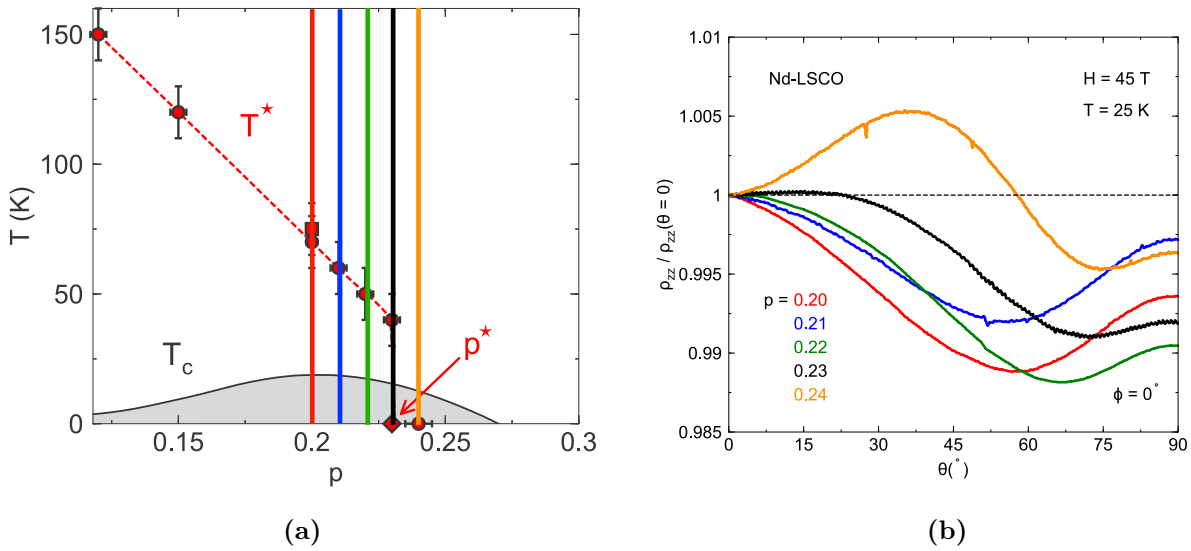 150
100
50
0
T (K)
T★
T_c
p★
0.15
0.2
0.25
0.3
p
(a)
1.01
1.005
1
0.995
0.99
0.985
ρzz / ρzz(θ = 0)
Nd-LSCO
H = 45 T
T = 25 K
p = 0.20
0.21
0.22
0.23
0.24
ϕ = 0°
0
15
30
45
60
75
90
θ(°)
(b)